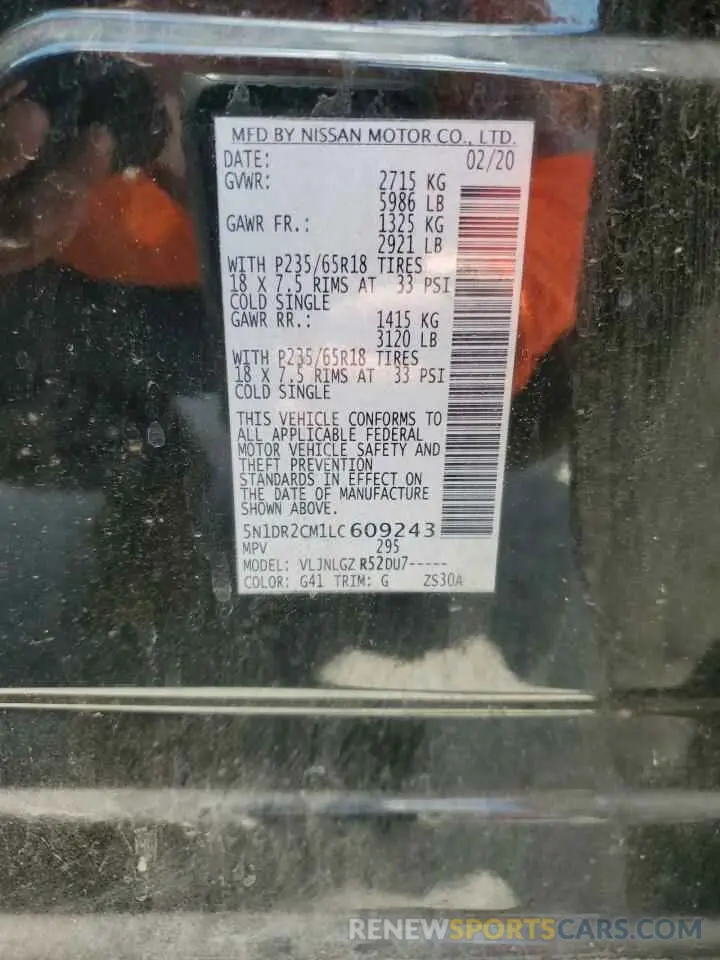 MFD BY NISSAN MOTOR CO., LTD.
DATE: 02/20
GVWR: 2715 KG
5986 LB
GAWR FR.: 1325 KG
2921 LB
WITH P235/65R18 TIRES
18 X 7.5 RIMS AT 33 PSI
COLD SINGLE
GAWR RR.: 1415 KG
3120 LB
WITH P235/65R18 TIRES
18 X 7.5 RIMS AT 33 PSI
COLD SINGLE
THIS VEHICLE CONFORMS TO
ALL APPLICABLE FEDERAL
MOTOR VEHICLE SAFETY AND
THEFT PREVENTION
STANDARDS IN EFFECT ON
THE DATE OF MANUFACTURE
SHOWN ABOVE.
5N1DR2CM1LC609243
MPV 295
MODEL: VLJNLGZ R52DU7-----
COLOR: G41 TRIM: G ZS30A
RENEWSPORTSCARS.COM